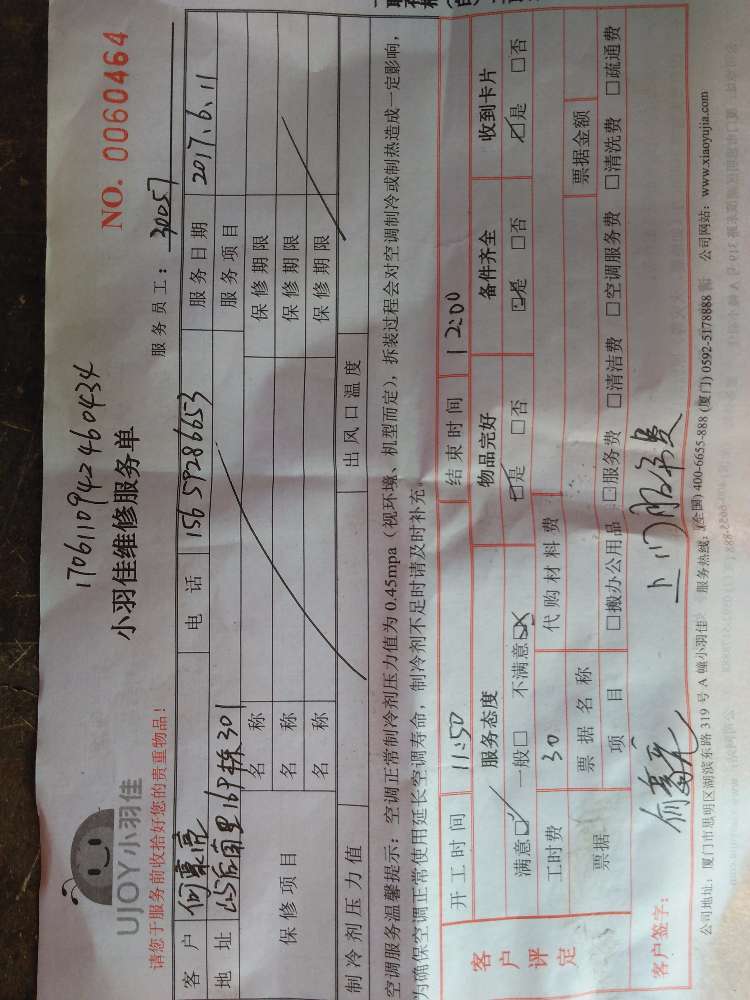 1706110942460434
UJOY小羽佳
小羽佳维修服务单
NO. 0060464
请您于服务前收拾好您的贵重物品!
服务员工: 30057
客户 电话 15659286653 服务日期 2017.6.11
地址 服务项目
保修项目
名称 保修期限
名称 保修期限
名称 保修期限
制冷剂压力值 出风口温度
空调服务温馨提示:空调正常制冷剂压力值为 0.45mpa(视环境、机型而定),拆装过程会对空调制冷或制热造成一定影响,
为确保空调正常使用延长空调寿命,制冷剂不足时请及时补充。
开工时间 11:50 结束时间 12:00
客户评定
服务态度 物品完好 备件齐全 收到卡片
满意☑ 一般□ 不满意□ ☑是 □否 ☑是 □否 ☑是 □否
工时费 30 代购材料费
票据 票据名称 票据金额
项目 □搬办公用品 □服务费 □清洁费 □空调服务费 □清洗费 □疏通费
客户签字: 上门服务费
公司地址:厦门市思明区湖滨东路 319 号 A 幢小羽佳 服务热线:(全国) 400-6655-888 (厦门) 0592-5178888 公司网站:www.xiaoyujia.com